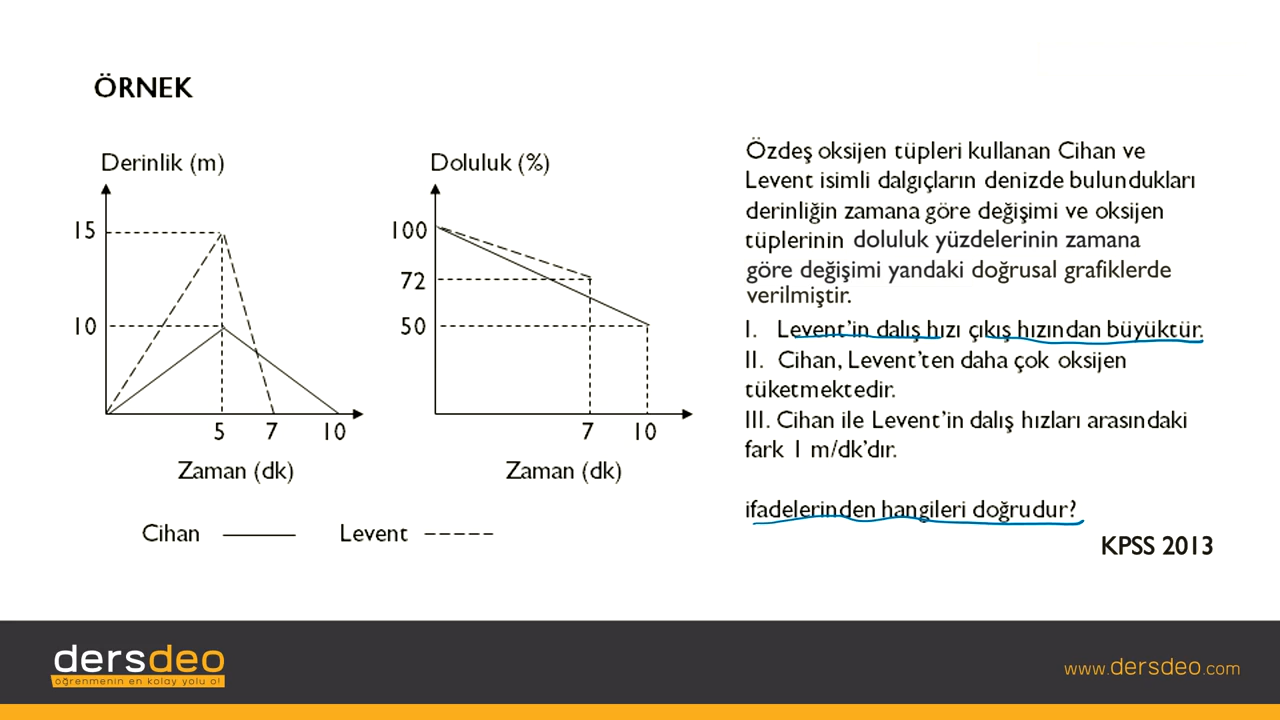 ÖRNEK
Derinlik (m)
15
10
5 7 10
Zaman (dk)
Doluluk (%)
100
72
50
7 10
Zaman (dk)
Cihan
Levent
Özdeş oksijen tüpleri kullanan Cihan ve
Levent isimli dalgıçların denizde bulundukları
derinliğin zamana göre değişimi ve oksijen
tüplerinin doluluk yüzdelerinin zamana
göre değişimi yandaki doğrusal grafiklerde
verilmiştir.
I. Levent'in dalış hızı çıkış hızından büyüktür.
II. Cihan, Levent'ten daha çok oksijen
tüketmektedir.
III. Cihan ile Levent'in dalış hızları arasındaki
fark 1 m/dk'dır.
ifadelerinden hangileri doğrudur?
KPSS 2013
dersdeo
öğrenmenin en kolay yolu o!
www.dersdeo.com